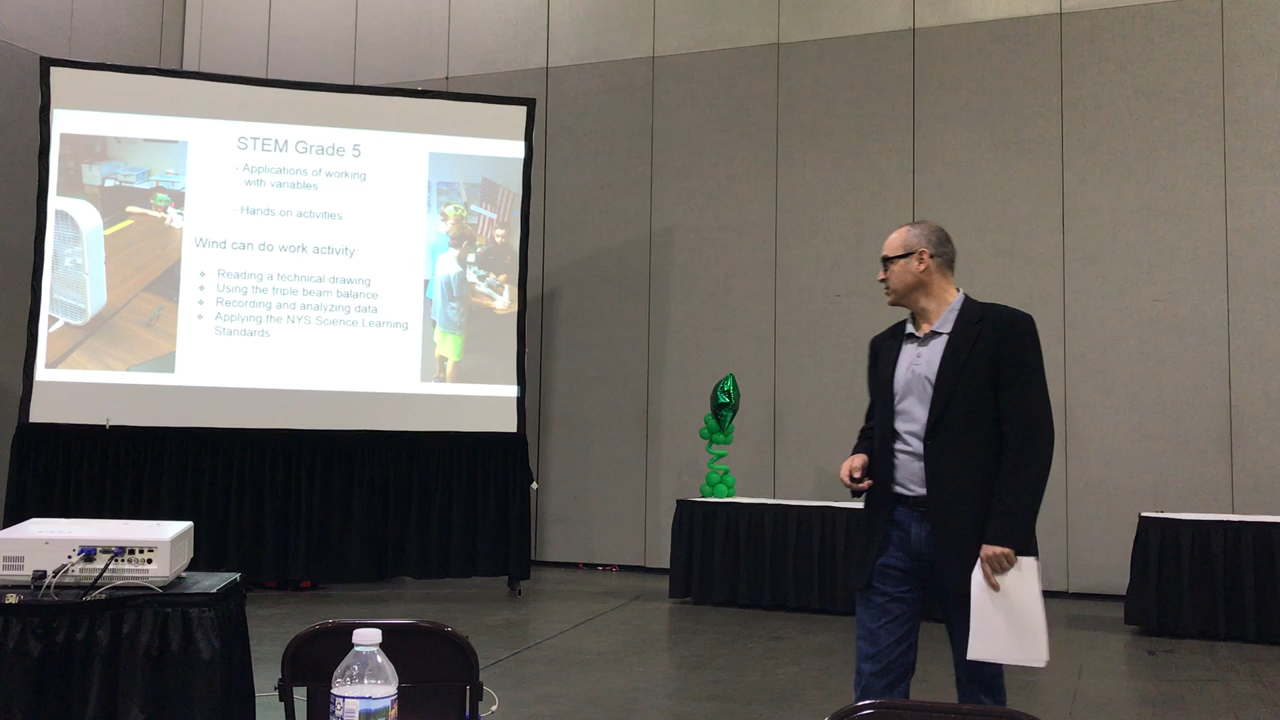 STEM Grade 5
- Applications of working
with variables
- Hands on activities
Wind can do work activity:
❖ Reading a technical drawing
❖ Using the triple beam balance
❖ Recording and analyzing data
❖ Applying the NYS Science Learning
Standards